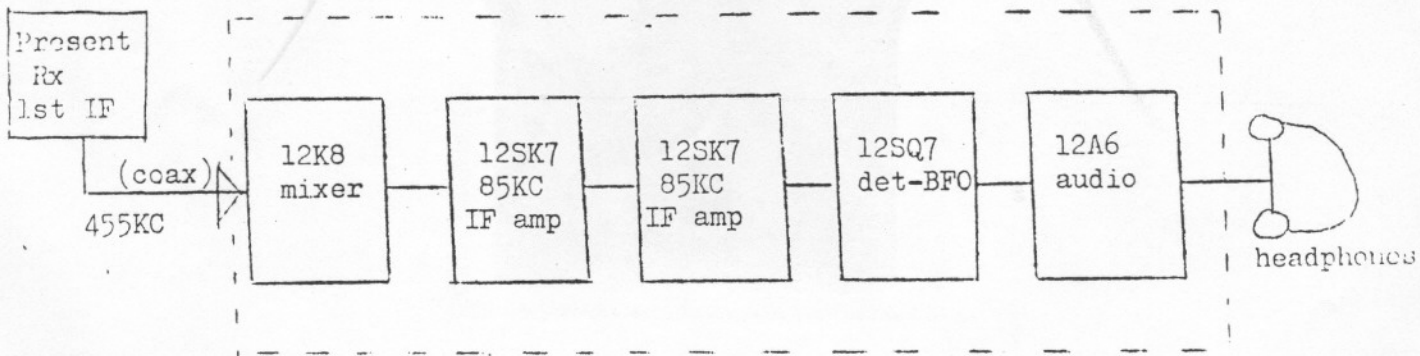 Present
Rx
1st IF
(coax)
455KC
12K8
mixer
12SK7
85KC
IF amp
12SK7
85KC
IF amp
12SQ7
det-BFO
12A6
audio
headphones